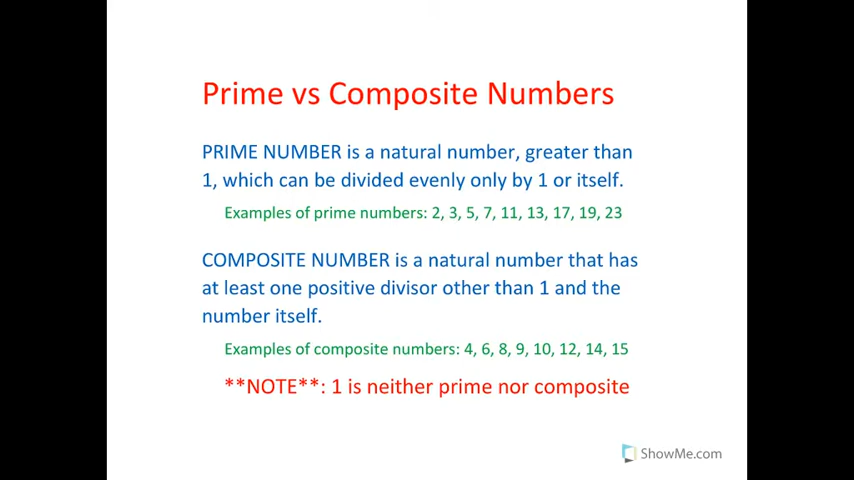 Prime vs Composite Numbers
PRIME NUMBER is a natural number, greater than
1, which can be divided evenly only by 1 or itself.
Examples of prime numbers: 2, 3, 5, 7, 11, 13, 17, 19, 23
COMPOSITE NUMBER is a natural number that has
at least one positive divisor other than 1 and the
number itself.
Examples of composite numbers: 4, 6, 8, 9, 10, 12, 14, 15
**NOTE**: 1 is neither prime nor composite
ShowMe.com